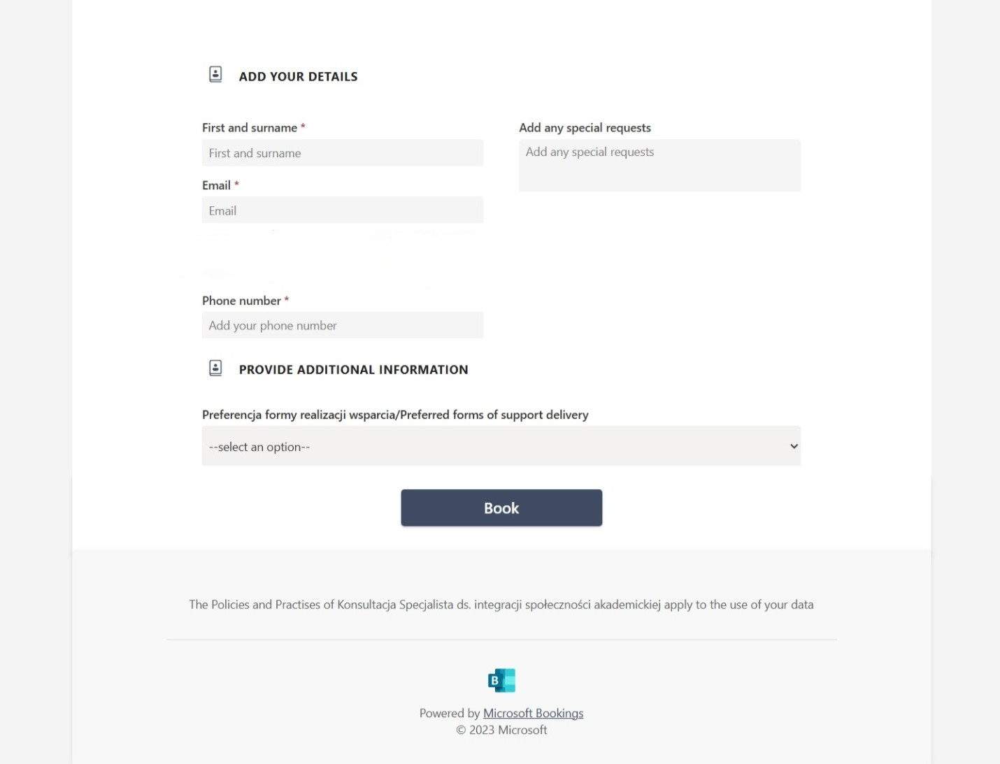 ADD YOUR DETAILS
First and surname *
First and surname
Email *
Email
Phone number *
Add your phone number
Add any special requests
Add any special requests
PROVIDE ADDITIONAL INFORMATION
Preferencja formy realizacji wsparcia/Preferred forms of support delivery
--select an option--
Book
The Policies and Practises of Konsultacja Specjalista ds. integracji społeczności akademickiej apply to the use of your data
B
Powered by Microsoft Bookings
© 2023 Microsoft